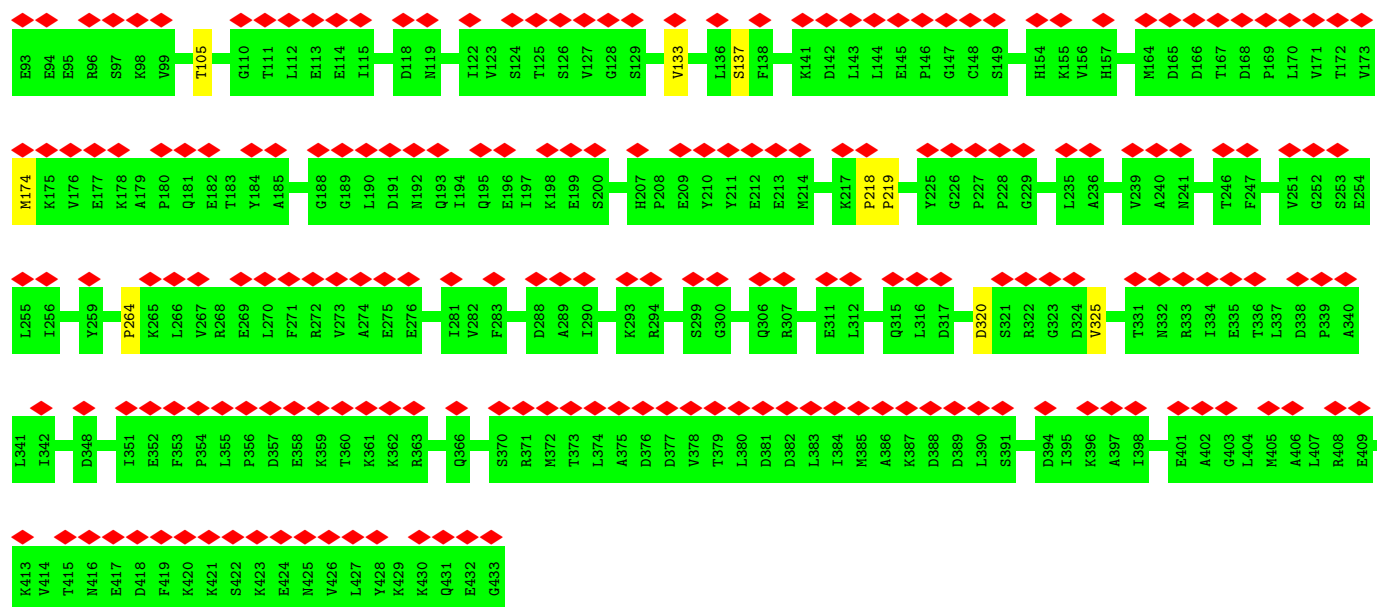 E93 E94 E95 R96 S97 K98 V99 T105 G110 T111 L112 E113 E114 I115 D118 N119 I122 V123 S124 T125 S126 V127 G128 S129 V133 L136 S137 F138 K141 D142 L143 L144 E145 P146 G147 C148 S149 H154 K155 V156 H157 M164 D165 D166 T167 D168 P169 L170 V171 T172 V173
M174 K175 V176 E177 K178 A179 P180 Q181 E182 T183 Y184 A185 G188 G189 L190 D191 N192 Q193 I194 Q195 E196 I197 K198 E199 S200 H207 P208 E209 Y210 Y211 E212 E213 M214 K217 P218 P219 Y225 G226 P227 P228 G229 L235 A236 V239 A240 N241 T246 F247 V251 G252 S253 E254
L255 I256 Y259 P264 K265 L266 V267 R268 E269 L270 F271 R272 V273 A274 E275 E276 I281 V282 F283 D288 A289 I290 K293 R294 S299 G300 Q306 R307 E311 L312 Q315 L316 D317 D320 S321 R322 G323 D324 V325 T331 N332 R333 I334 E335 T336 L337 D338 P339 A340
L341 I342 D348 I351 E352 F353 P354 L355 P356 D357 E358 K359 T360 K361 K362 R363 Q366 S370 R371 M372 T373 L374 A375 D376 D377 V378 T379 L380 D381 D382 L383 I384 M385 A386 K387 D388 D389 L390 S391 D394 I395 K396 A397 I398 E401 A402 G403 L404 M405 A406 L407 R408 E409
K413 V414 T415 N416 E417 D418 F419 K420 K421 S422 K423 E424 N425 V426 L427 Y428 K429 K430 Q431 E432 G433